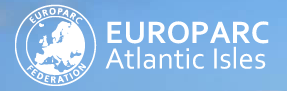 EUROPARC
FEDERATION
EUROPARC
Atlantic Isles